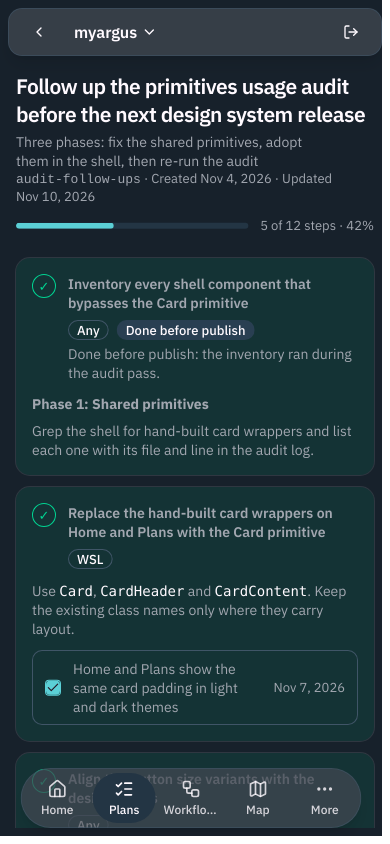 myargus
Follow up the primitives usage audit
before the next design system release
Three phases: fix the shared primitives, adopt
them in the shell, then re-run the audit
audit-follow-ups · Created Nov 4, 2026 · Updated
Nov 10, 2026
5 of 12 steps · 42%
Inventory every shell component that
bypasses the Card primitive
Any
Done before publish
Done before publish: the inventory ran during
the audit pass.
Phase 1: Shared primitives
Grep the shell for hand-built card wrappers and list
each one with its file and line in the audit log.
Replace the hand-built card wrappers on
Home and Plans with the Card primitive
WSL
Use Card, CardHeader and CardContent. Keep
the existing class names only where they carry
layout.
Home and Plans show the
same card padding in light
and dark themes
Nov 7, 2026
Align tton size variants with the
Any
Home
Plans
Workflo...
Map
More